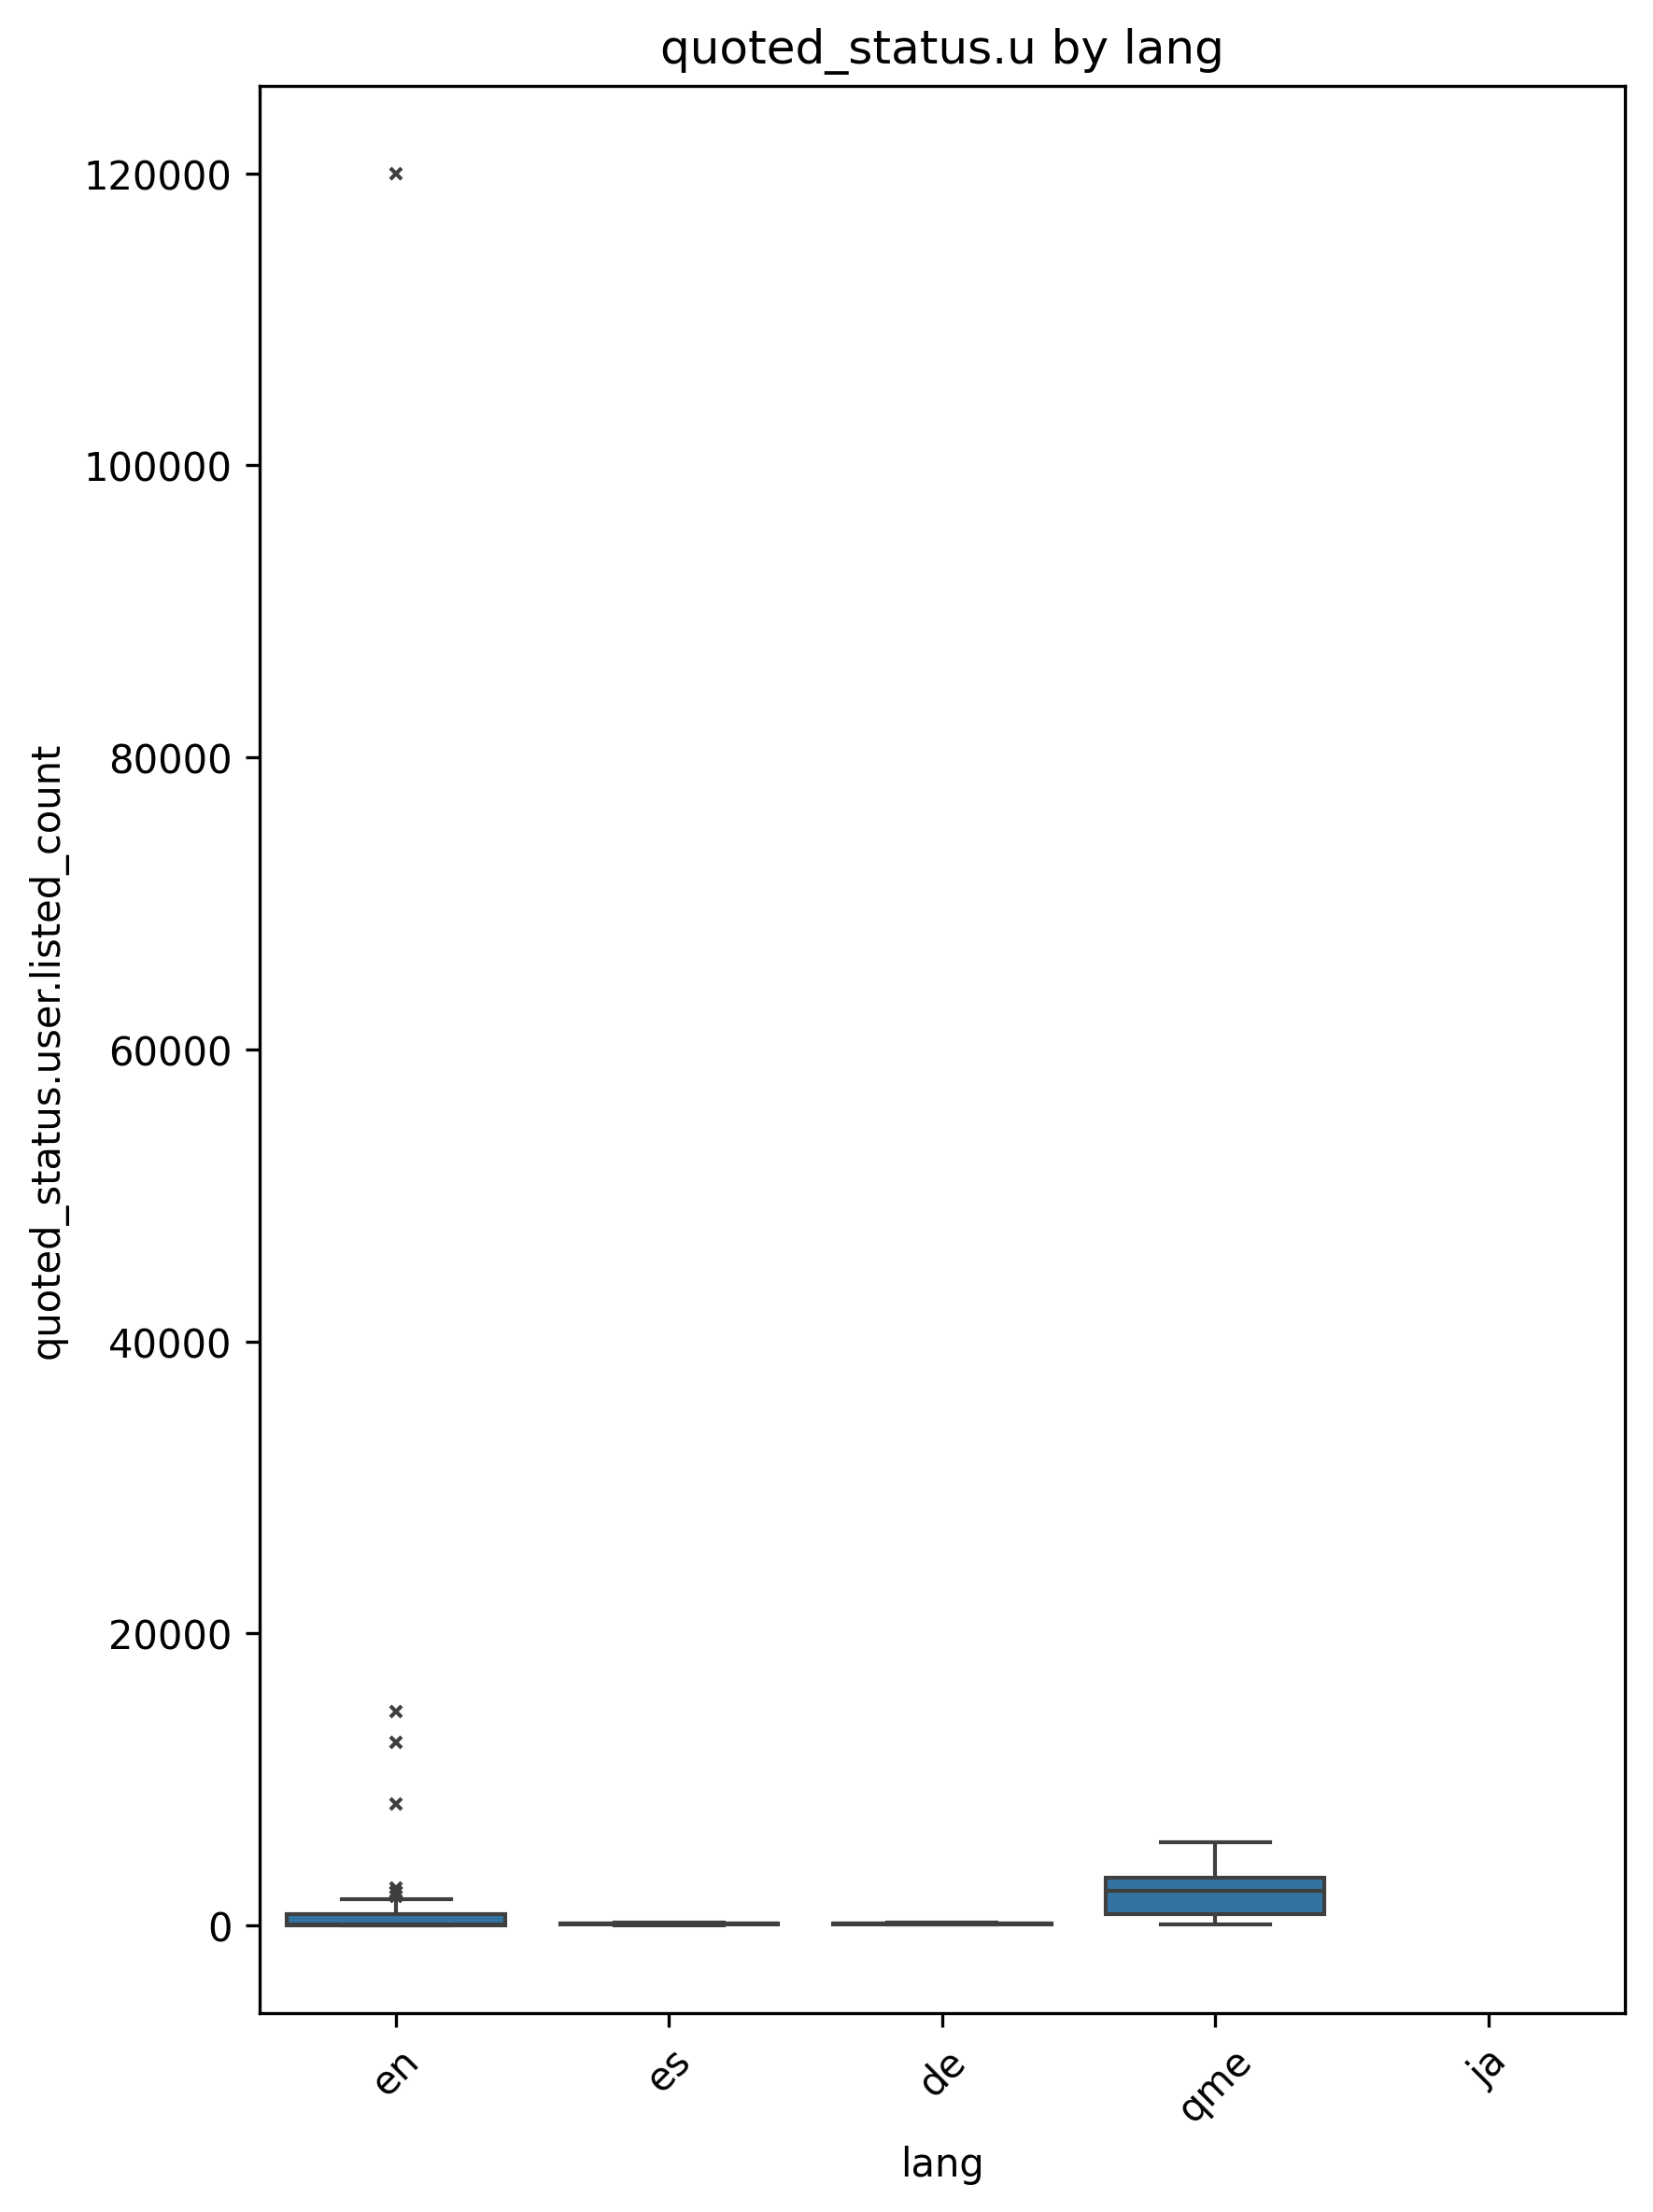 quoted_status.u by lang
quoted_status.user.listed_count
120000
100000
80000
60000
40000
20000
0
en
es
de
qme
ja
lang